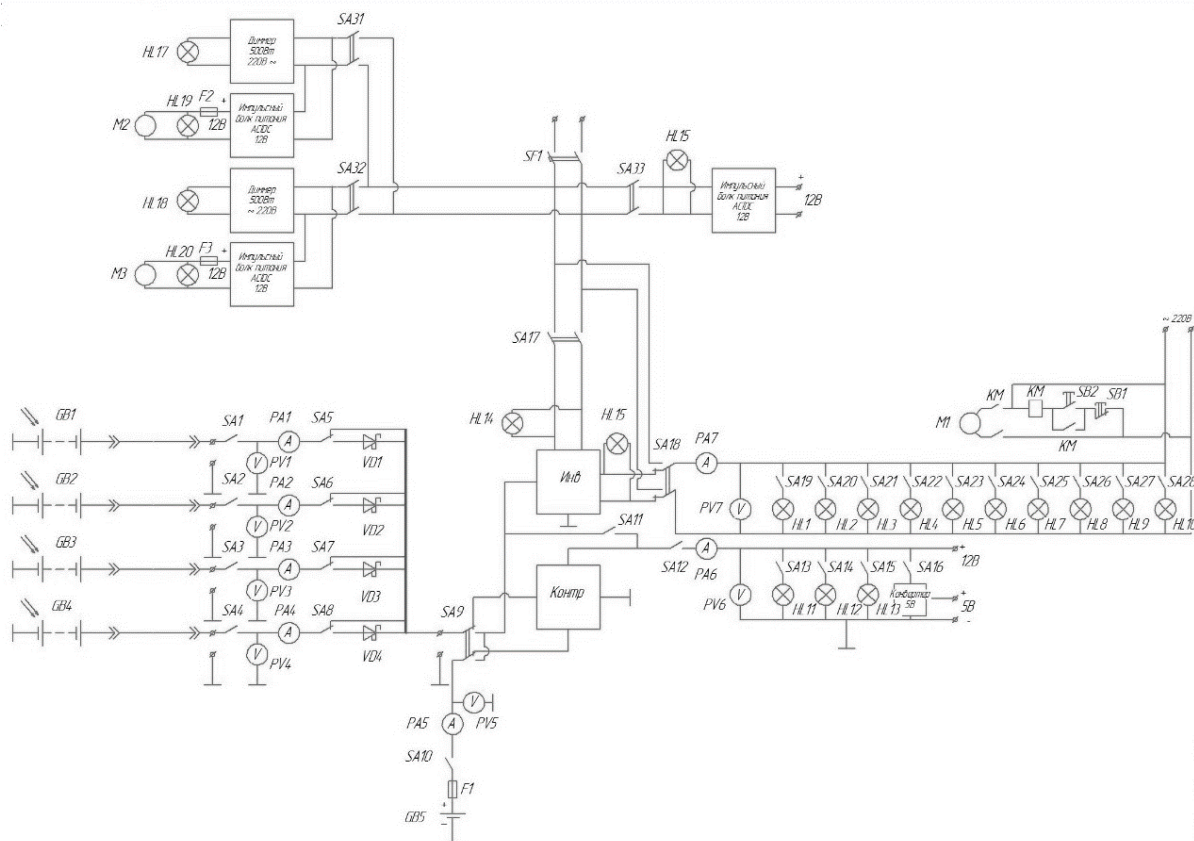 SA31
HL17
Диммер
500Вт
220В ~
HL19
F2
+
12В
M2
Импульсный
блок питания
AC\DC
12В
SA32
HL18
Диммер
500Вт
~ 220В
HL20
F3
+
12В
M3
Импульсный
блок питания
AC\DC
12В
SF1
SA33
HL15
Импульсный
блок питания
AC\DC
12В
+
12В
-
SA17
HL14
HL15
Инв
SA18
PA7
PV7
~ 220В
M1
KM
KM
SB2
SB1
KM
SA19
SA20
SA21
SA22
SA23
SA24
SA25
SA26
SA27
SA28
HL1
HL2
HL3
HL4
HL5
HL6
HL7
HL8
HL9
HL10
GB1
SA1
PA1
A
SA5
V
PV1
VD1
GB2
SA2
PA2
A
SA6
V
PV2
VD2
GB3
SA3
PA3
A
SA7
V
PV3
VD3
GB4
SA4
PA4
A
SA8
V
PV4
VD4
SA9
SA11
Контр
SA12
A
PA6
V
PV6
A
V
+
12В
SA13
SA14
SA15
SA16
HL11
HL12
HL13
Конвертор
5В
+
5В
-
V
PV5
PA5
A
SA10
F1
+
GB5
-